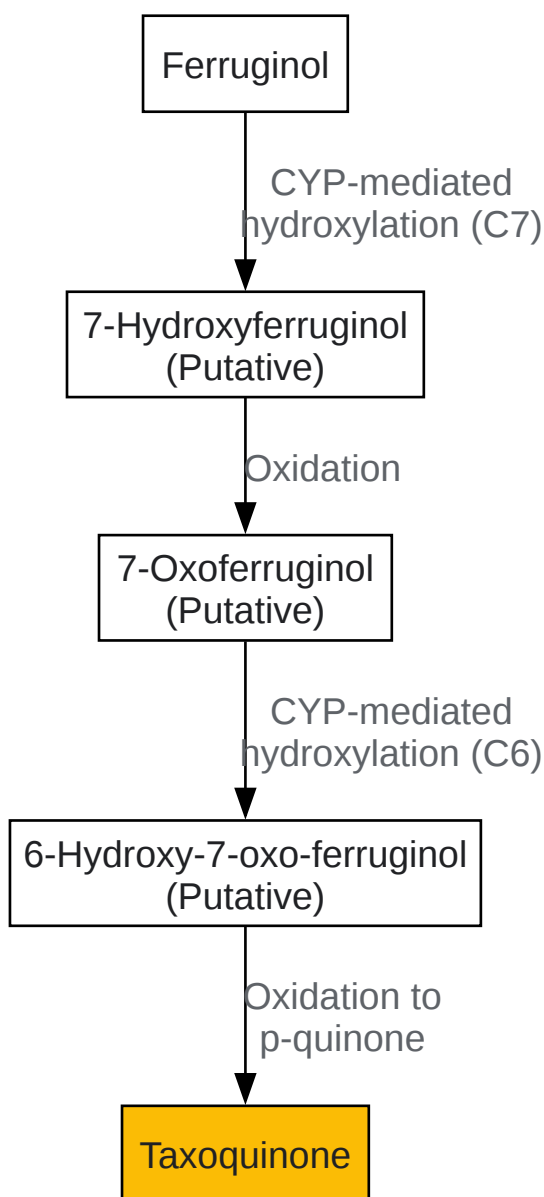 Ferruginol
CYP-mediated
hydroxylation (C7)
7-Hydroxyferruginol
(Putative)
Oxidation
7-Oxoferruginol
(Putative)
CYP-mediated
hydroxylation (C6)
6-Hydroxy-7-oxo-ferruginol
(Putative)
Oxidation to
p-quinone
Taxoquinone